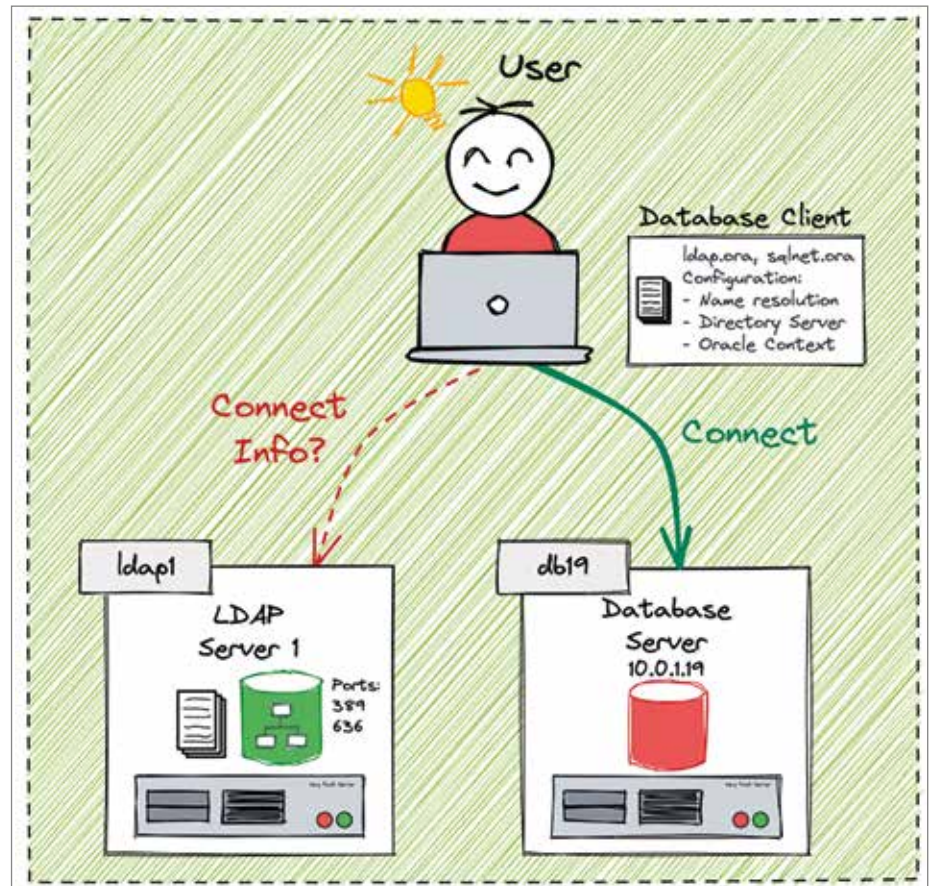 User
Database Client
ldap.ora, sqlnet.ora
Configuration:
- Name resolution
- Directory Server
- Oracle Context
Connect
Info?
Connect
ldap1
LDAP
Server 1
Ports:
389
636
db19
Database
Server
10.0.1.19